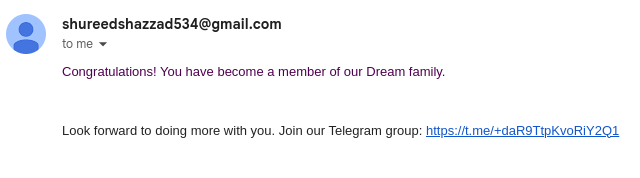 shureedshazzad534@gmail.com
to me
Congratulations! You have become a member of our Dream family.
Look forward to doing more with you. Join our Telegram group: https://t.me/+daR9TtpKvoRiY2Q1